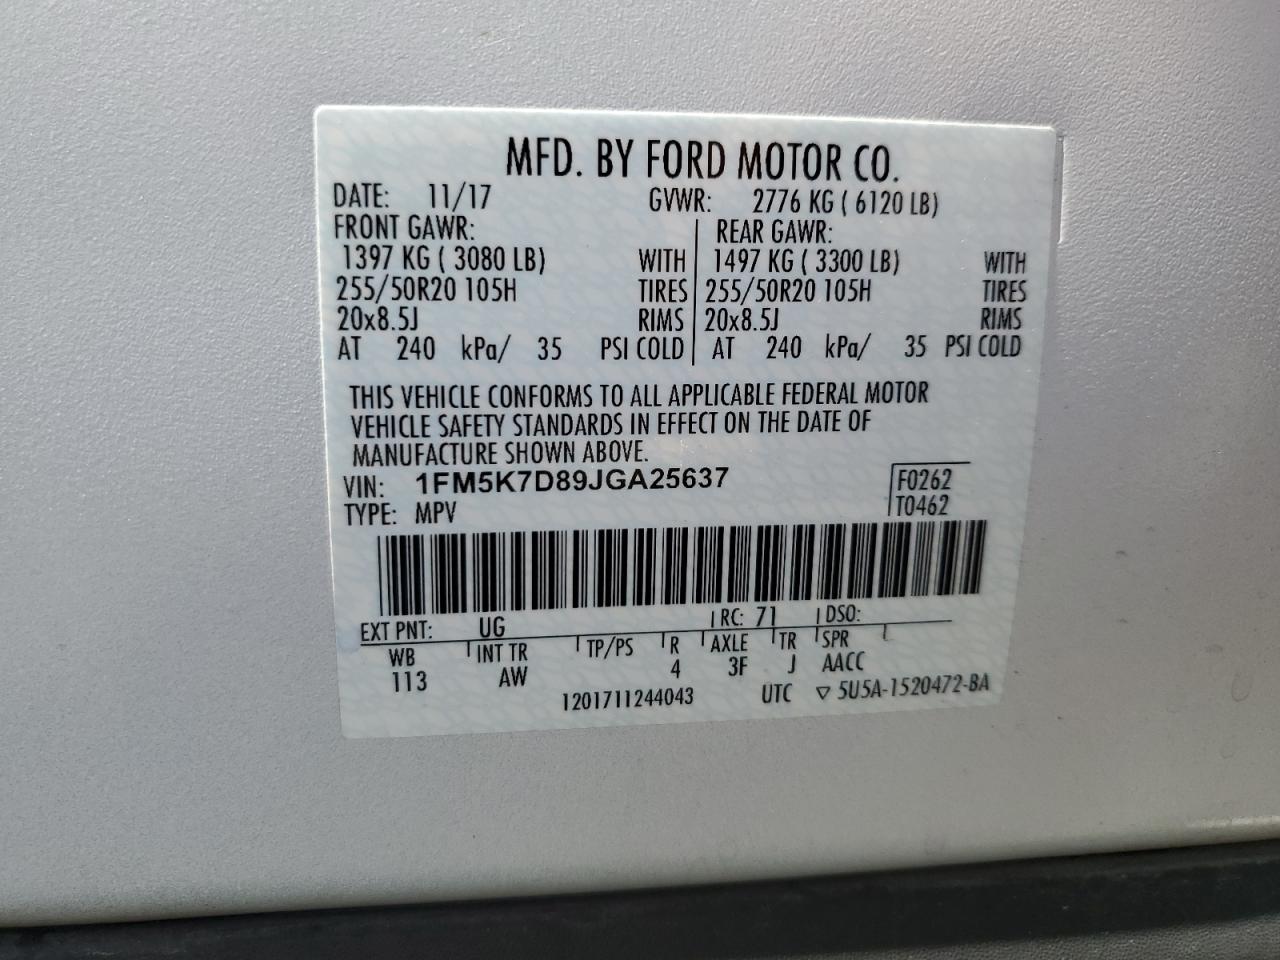 MFD. BY FORD MOTOR CO.
DATE: 11/17 GVWR: 2776 KG ( 6120 LB)
FRONT GAWR: REAR GAWR:
1397 KG ( 3080 LB) WITH 1497 KG ( 3300 LB) WITH
255/50R20 105H TIRES 255/50R20 105H TIRES
20x8.5J RIMS 20x8.5J RIMS
AT 240 kPa/ 35 PSI COLD AT 240 kPa/ 35 PSI COLD
THIS VEHICLE CONFORMS TO ALL APPLICABLE FEDERAL MOTOR
VEHICLE SAFETY STANDARDS IN EFFECT ON THE DATE OF
MANUFACTURE SHOWN ABOVE.
VIN: 1FM5K7D89JGA25637 F0262
TYPE: MPV T0462
EXT PNT: UG RC: 71 DSO:
WB INT TR TP/PS R AXLE TR SPR
113 AW 4 3F J AACC
1201711244043 UTC ▽ 5U5A-1520472-BA